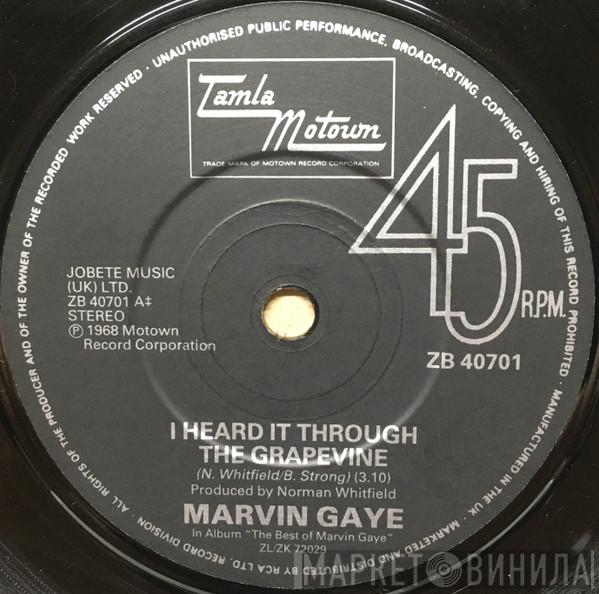 · UNAUTHORISED PUBLIC PERFORMANCE, BROADCASTING, COPYING AND HIRING OF THIS RECORD PROHIBITED · MANUFACTURED IN THE U.K. · MARKETED AND DISTRIBUTED BY RCA LTD. RECORD DIVISION · ALL RIGHTS OF THE PRODUCER AND OF THE OWNER OF THE RECORDED WORK RESERVED
Tamla
Motown
TRADE MARK OF MOTOWN RECORD CORPORATION
45
R.P.M.
JOBETE MUSIC
(UK) LTD.
ZB 40701 A‡
STEREO
℗ 1968 Motown
Record Corporation
ZB 40701
I HEARD IT THROUGH
THE GRAPEVINE
(N. Whitfield/B. Strong) (3.10)
Produced by Norman Whitfield
MARVIN GAYE
In Album "The Best of Marvin Gaye"
ZL/ZK 72029
МАРКЕТ ВИНИЛА